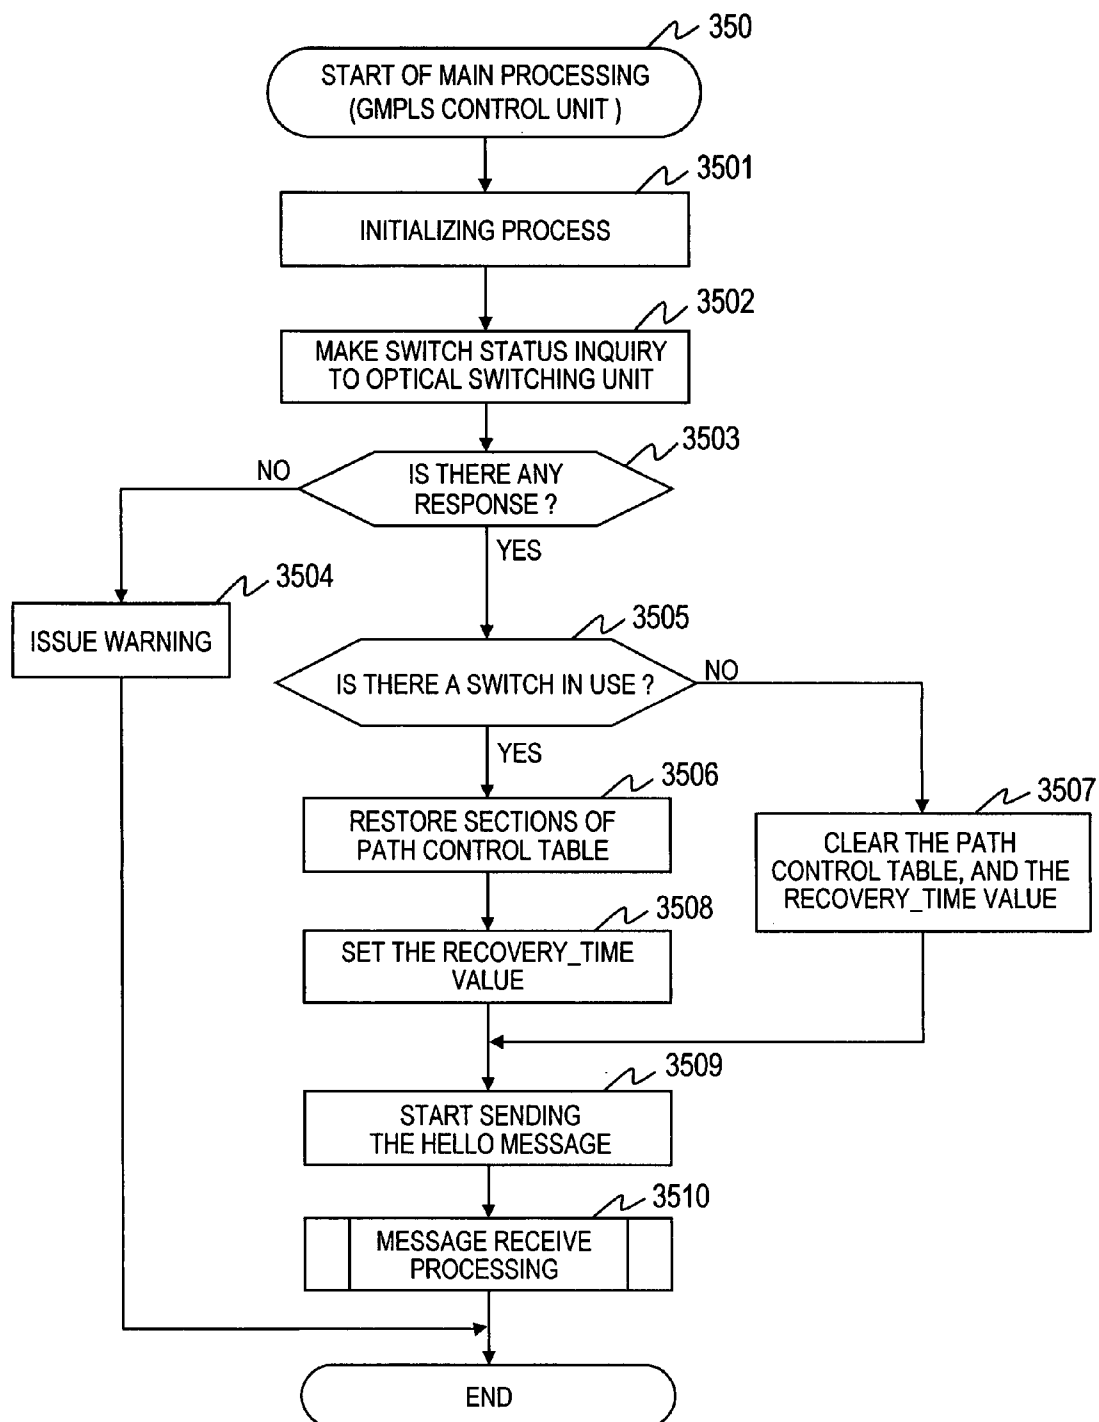 350
START OF MAIN PROCESSING
(GMPLS CONTROL UNIT )
3501
INITIALIZING PROCESS
3502
MAKE SWITCH STATUS INQUIRY
TO OPTICAL SWITCHING UNIT
3503
NO
IS THERE ANY
RESPONSE ?
YES
3504
ISSUE WARNING
3505
IS THERE A SWITCH IN USE ?
NO
YES
3506
RESTORE SECTIONS OF
PATH CONTROL TABLE
3507
CLEAR THE PATH
CONTROL TABLE, AND THE
RECOVERY_TIME VALUE
3508
SET THE RECOVERY_TIME
VALUE
3509
START SENDING
THE HELLO MESSAGE
3510
MESSAGE RECEIVE
PROCESSING
END